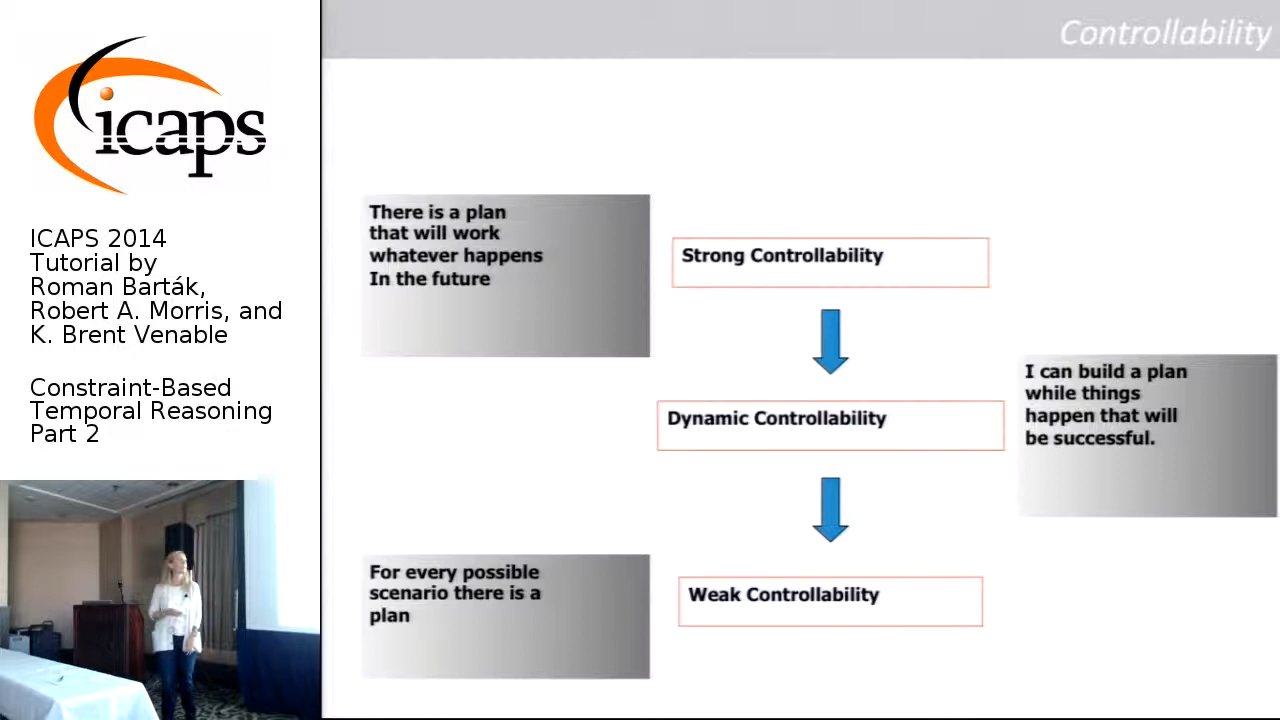 icaps
ICAPS 2014
Tutorial by
Roman Barták,
Robert A. Morris, and
K. Brent Venable
Constraint-Based
Temporal Reasoning
Part 2
Controllability
There is a plan
that will work
whatever happens
In the future
Strong Controllability
Dynamic Controllability
I can build a plan
while things
happen that will
be successful.
For every possible
scenario there is a
plan
Weak Controllability